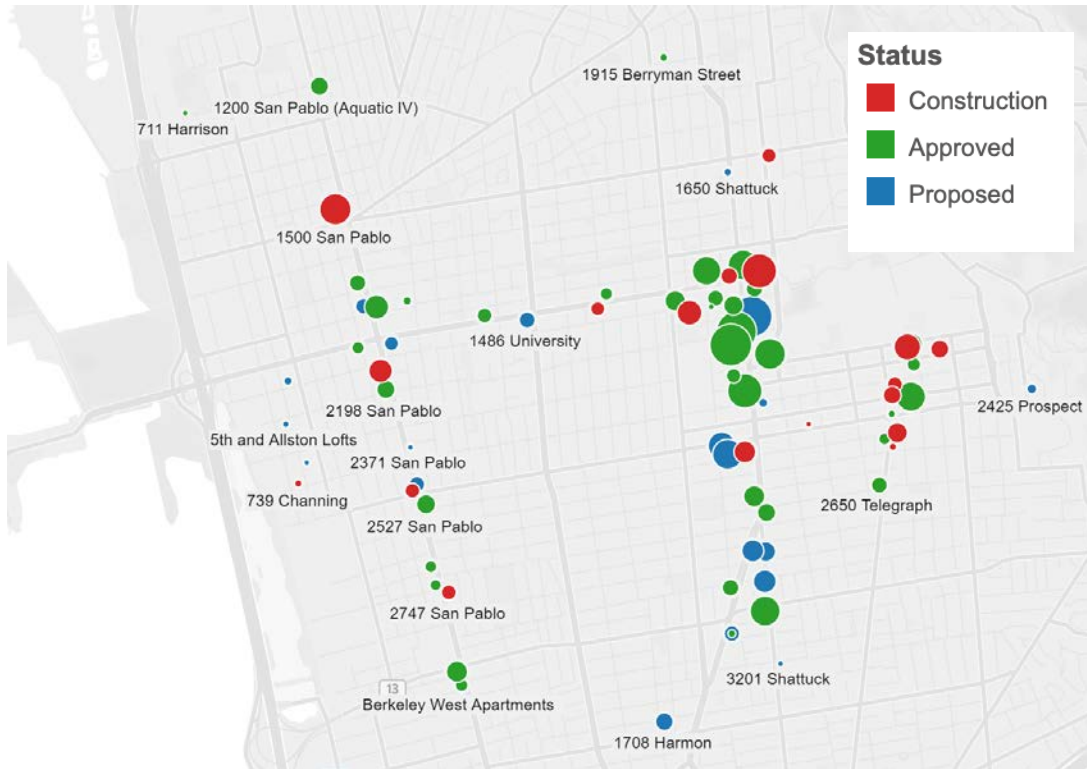 Status
Construction
Approved
Proposed
1915 Berryman Street
1200 San Pablo (Aquatic IV)
711 Harrison
1650 Shattuck
1500 San Pablo
1486 University
2198 San Pablo
2425 Prospect
5th and Allston Lofts
2371 San Pablo
739 Channing
2650 Telegraph
2527 San Pablo
2747 San Pablo
3201 Shattuck
13
Berkeley West Apartments
1708 Harmon